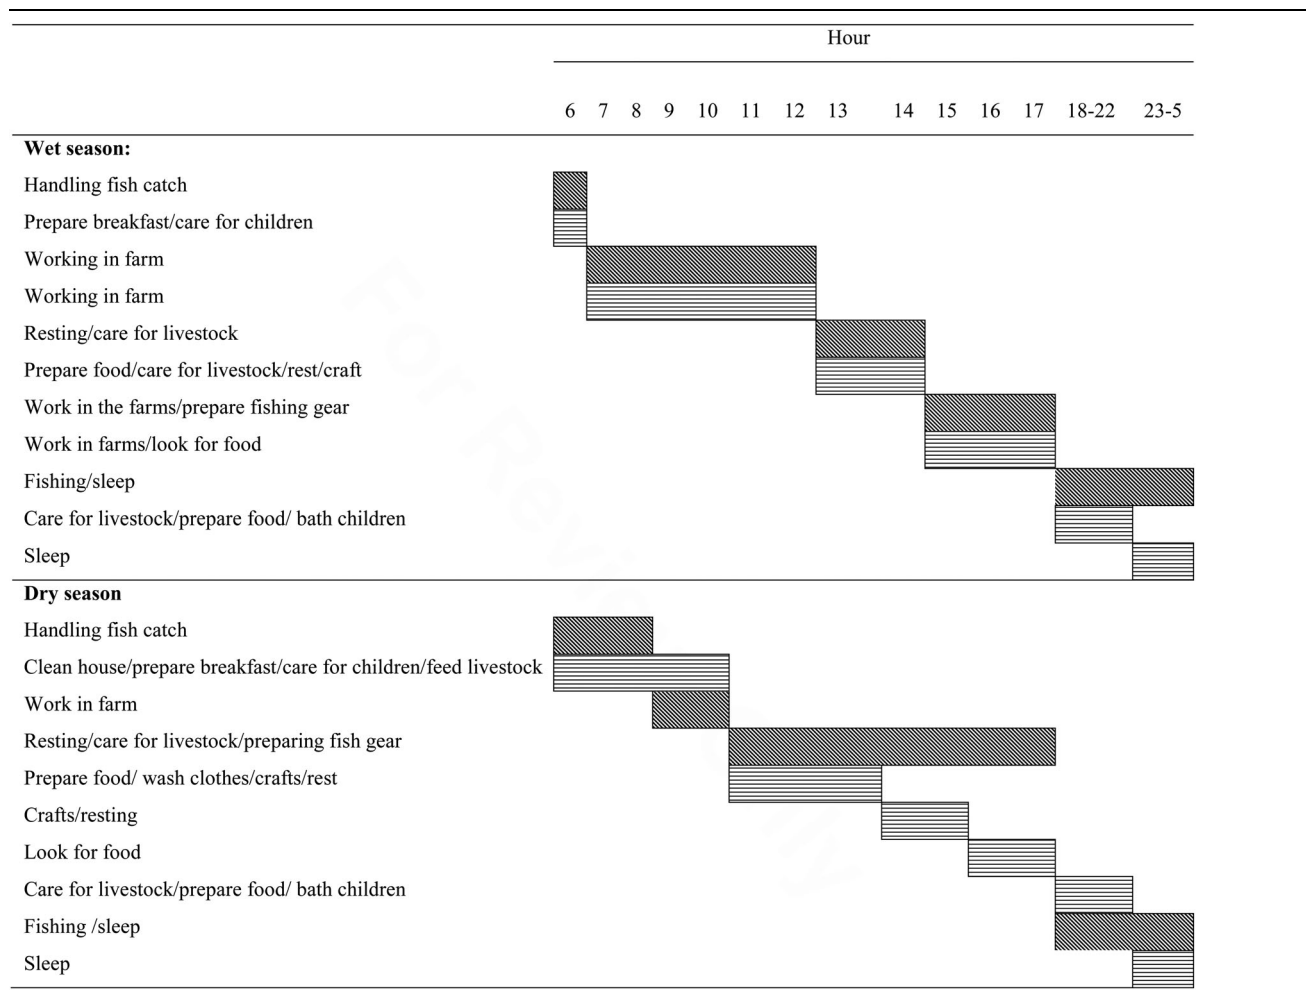 Hour
6 7 8 9 10 11 12 13 14 15 16 17 18-22 23-5
Wet season:
Handling fish catch
Prepare breakfast/care for children
Working in farm
Working in farm
Resting/care for livestock
Prepare food/care for livestock/rest/craft
Work in the farms/prepare fishing gear
Work in farms/look for food
Fishing/sleep
Care for livestock/prepare food/ bath children
Sleep
Dry season
Handling fish catch
Clean house/prepare breakfast/care for children/feed livestock
Work in farm
Resting/care for livestock/preparing fish gear
Prepare food/ wash clothes/crafts/rest
Crafts/resting
Look for food
Care for livestock/prepare food/ bath children
Fishing /sleep
Sleep
For Review Only